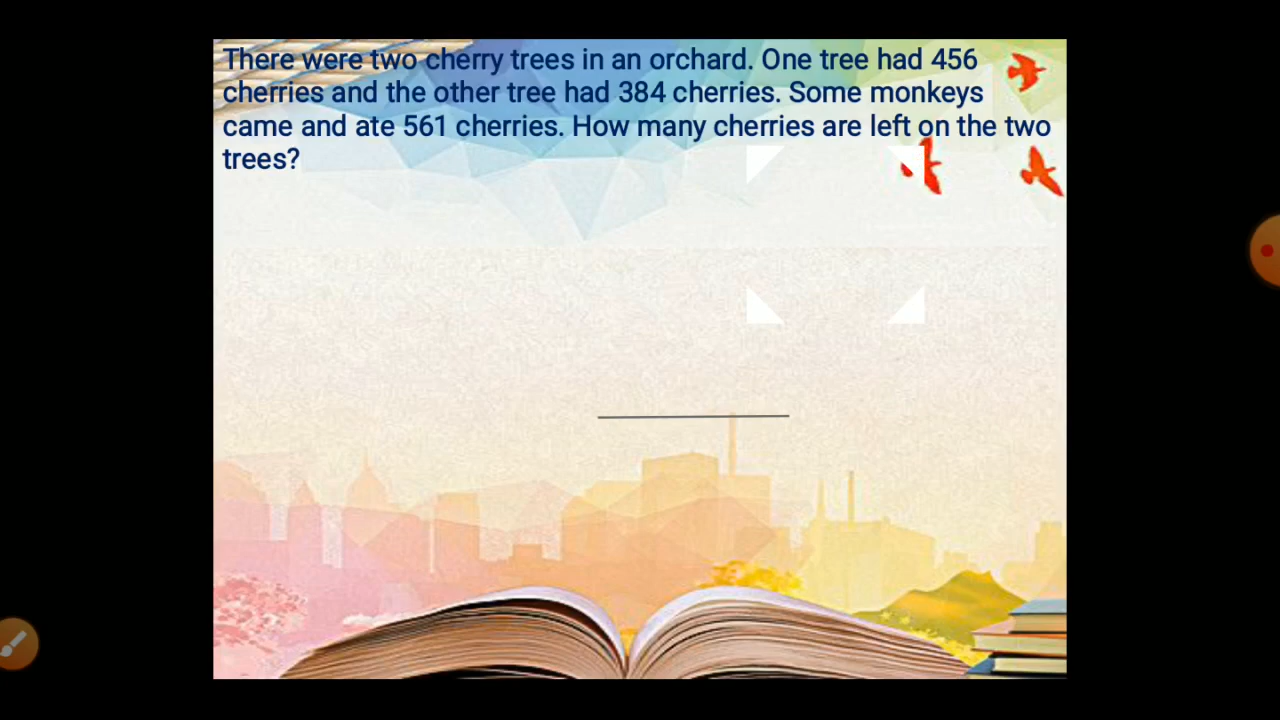 There were two cherry trees in an orchard. One tree had 456
cherries and the other tree had 384 cherries. Some monkeys
came and ate 561 cherries. How many cherries are left on the two
trees?